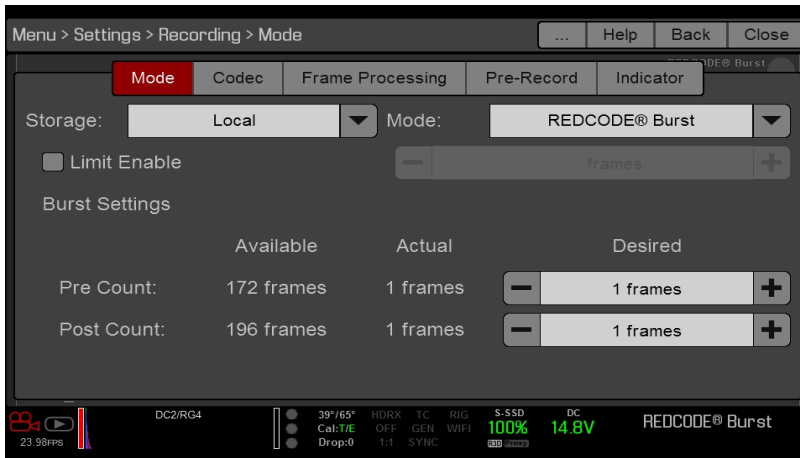 Menu > Settings > Recording > Mode ... Help Back Close
Mode Codec Frame Processing Pre-Record Indicator
Storage: Local Mode: REDCODE® Burst
Limit Enable frames
Burst Settings
Available Actual Desired
Pre Count: 172 frames 1 frames 1 frames
Post Count: 196 frames 1 frames 1 frames
23.98FPS
DC2/RG4
39°/65°
Cal:T/E
Drop:0
HDRX TC RIG
OFF GEN WIFI
1:1 SYNC
S-SSD
100%
R3D Proxy
DC
14.8V
REDCODE® Burst